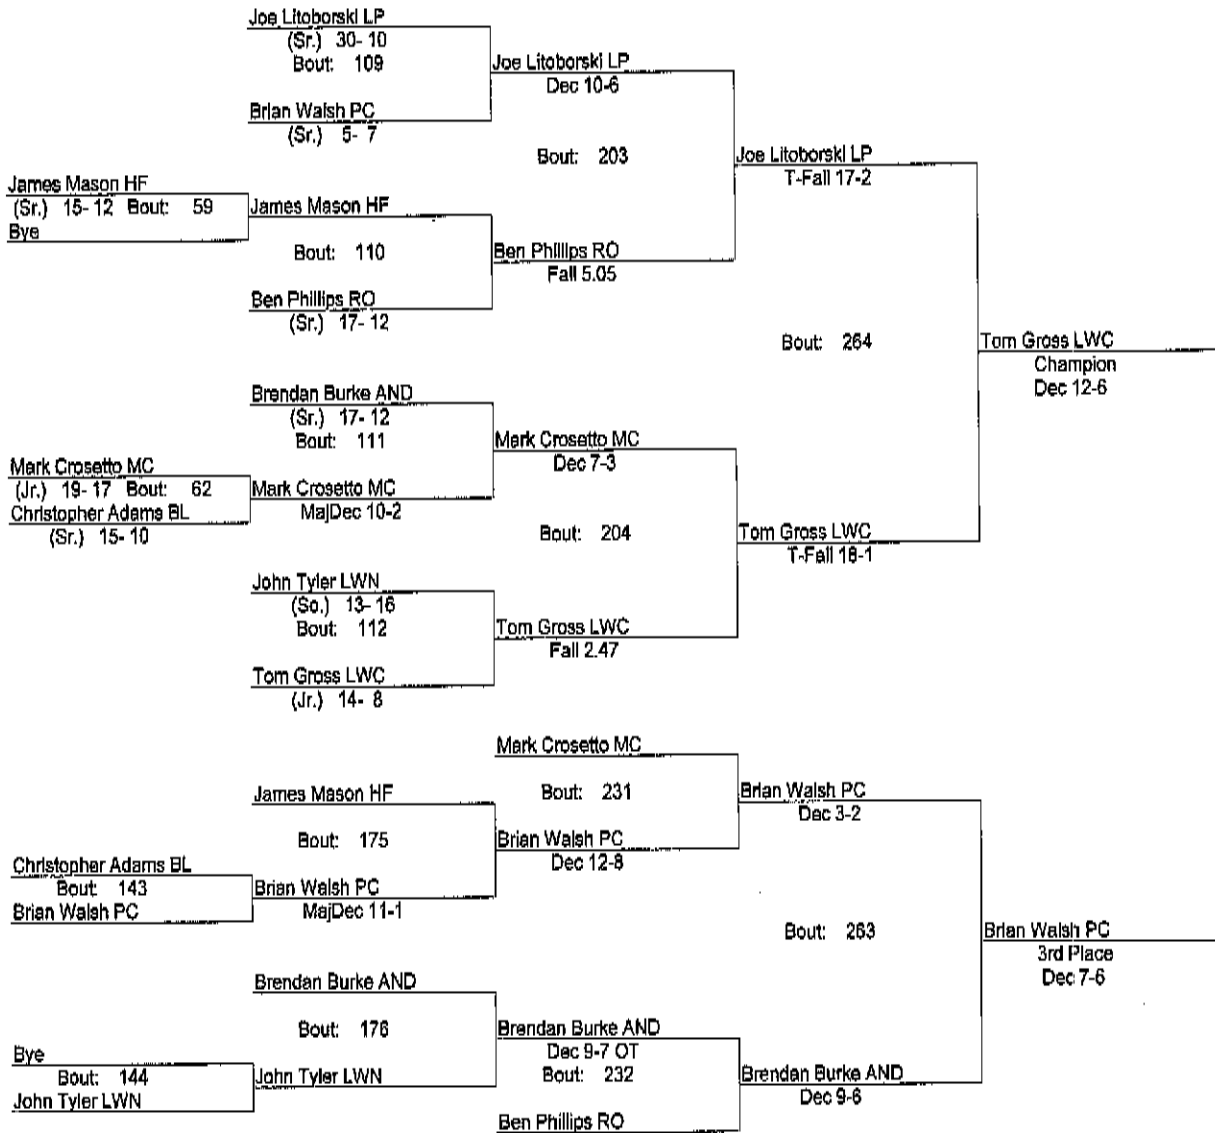 Joe Litoborski LP
(Sr.) 30- 10
Bout: 109
Joe Litoborski LP
Dec 10-6
Brian Walsh PC
(Sr.) 5- 7
Bout: 203
Joe Litoborski LP
T-Fall 17-2
James Mason HF
(Sr.) 15- 12 Bout: 59
Bye
James Mason HF
Bout: 110
Ben Phillips RO
Fall 5.05
Ben Phillips RO
(Sr.) 17- 12
Bout: 264
Tom Gross LWC
Champion
Dec 12-6
Brendan Burke AND
(Sr.) 17- 12
Bout: 111
Mark Crosetto MC
Dec 7-3
Mark Crosetto MC
(Jr.) 19- 17 Bout: 62
Christopher Adams BL
(Sr.) 15- 10
Mark Crosetto MC
MajDec 10-2
Bout: 204
Tom Gross LWC
T-Fall 18-1
John Tyler LWN
(So.) 13- 16
Bout: 112
Tom Gross LWC
Fall 2.47
Tom Gross LWC
(Jr.) 14- 8
Mark Crosetto MC
Bout: 231
Brian Walsh PC
Dec 3-2
James Mason HF
Bout: 175
Brian Walsh PC
Dec 12-8
Christopher Adams BL
Bout: 143
Brian Walsh PC
Brian Walsh PC
MajDec 11-1
Bout: 263
Brian Walsh PC
3rd Place
Dec 7-6
Brendan Burke AND
Bout: 176
Brendan Burke AND
Dec 9-7 OT
Bout: 232
Bye
Bout: 144
John Tyler LWN
John Tyler LWN
Brendan Burke AND
Dec 9-6
Ben Phillips RO